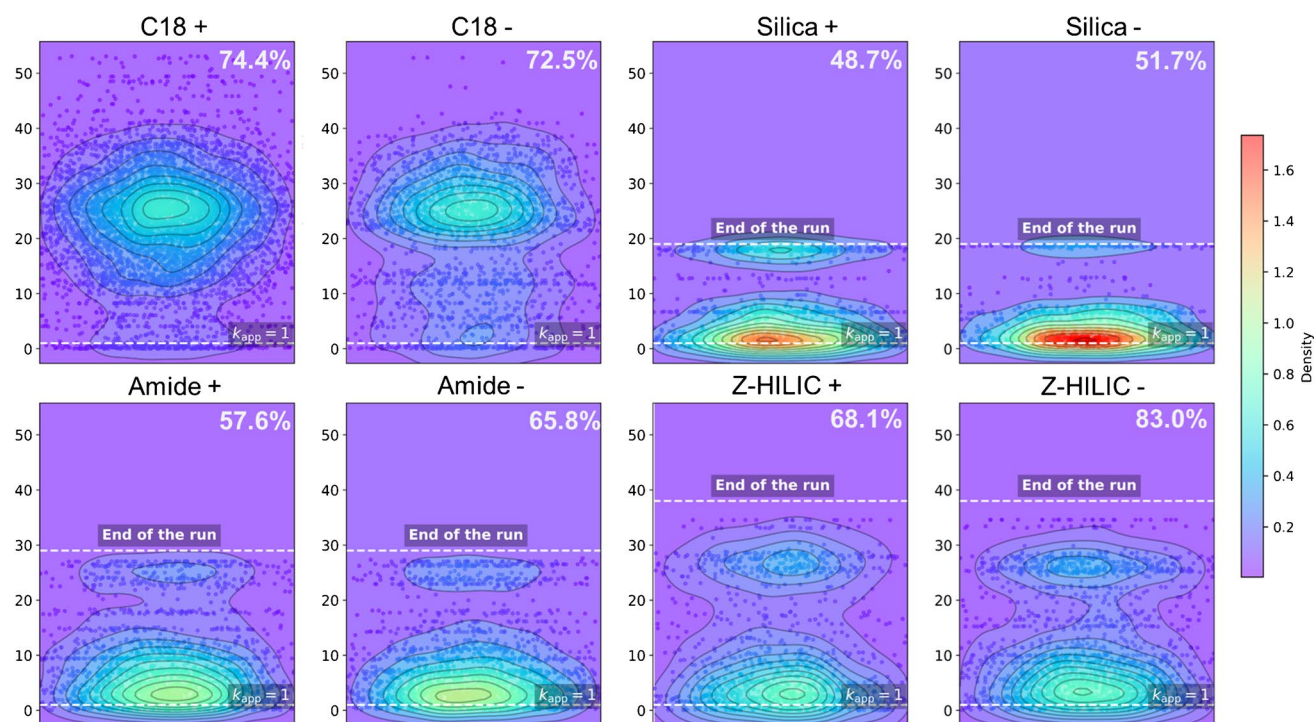 C18 + C18 - Silica + Silica -
74.4% 72.5% 48.7% 51.7%
50 50 50 50
40 40 40 40
1.6
30 30 30 30
1.4
End of the run End of the run
20 20 20 20
1.2
10 10 10 10
k_app = 1 k_app = 1 k_app = 1 k_app = 1
1.0
0 0 0 0
Density
Amide + Amide - Z-HILIC + Z-HILIC -
0.8
57.6% 65.8% 68.1% 83.0%
50 50 50 50
0.6
End of the run End of the run
40 40 40 40
0.4
End of the run End of the run
30 30 30 30
0.2
20 20 20 20
10 10 10 10
k_app = 1 k_app = 1 k_app = 1 k_app = 1
0 0 0 0